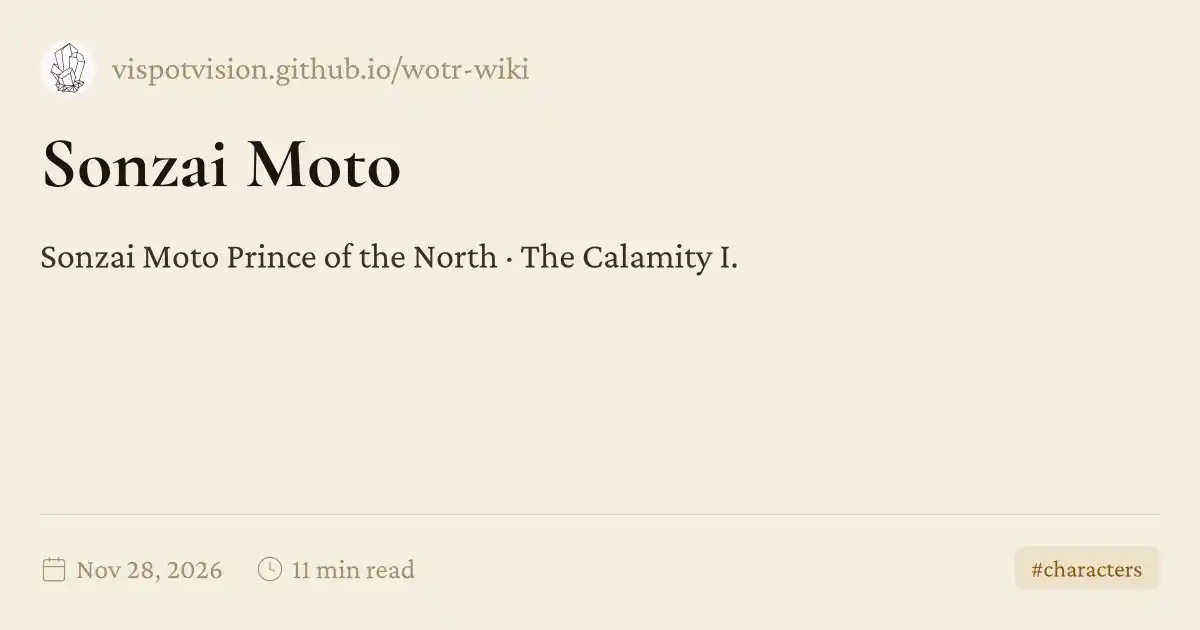 vispotvision.github.io/wotr-wiki
Sonzai Moto
Sonzai Moto Prince of the North · The Calamity I.
Nov 28, 2026 11 min read #characters